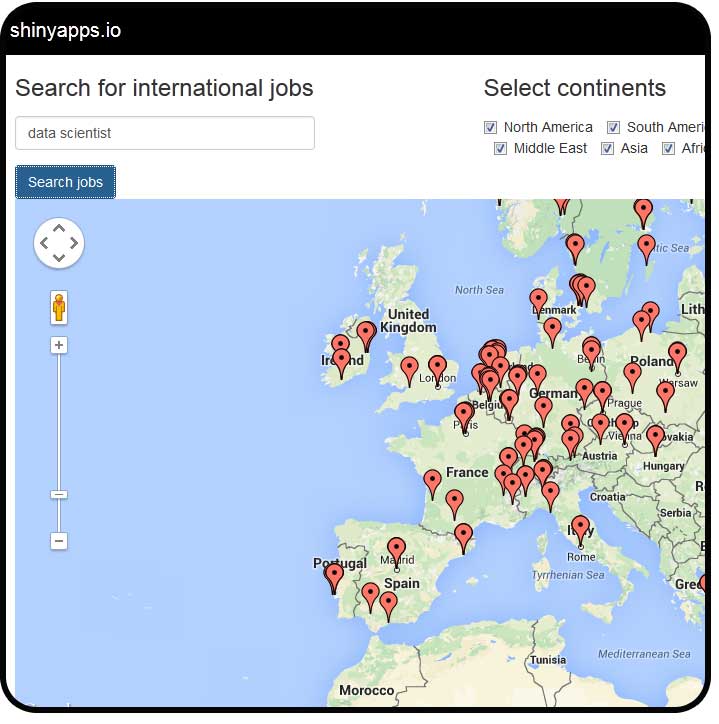 shinyapps.io
Search for international jobs
Select continents
data scientist
North America
South Ameri
Middle East
Asia
Afri
Search jobs
North Sea
tic Sea
United
Kingdom
Denmark
Lith
Ireland
London
Berlin
Poland
Warsaw
Belgiu
Germany
Prague
Paris
Vienna
ovakia
Austria
Hungary
France
Croatia
Serbia
Italy
Rome
Portugal
Madrid
Spain
Tyrrhenian Sea
Gree
Mediterranean Sea
Tunisia
Morocco